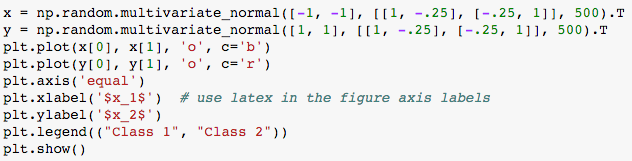 x = np.random.multivariate_normal([-1, -1], [[1, -.25], [-.25, 1]], 500).T
y = np.random.multivariate_normal([1, 1], [[1, -.25], [-.25, 1]], 500).T
plt.plot(x[0], x[1], 'o', c='b')
plt.plot(y[0], y[1], 'o', c='r')
plt.axis('equal')
plt.xlabel('$x_1$')  # use latex in the figure axis labels
plt.ylabel('$x_2$')
plt.legend(("Class 1", "Class 2"))
plt.show()